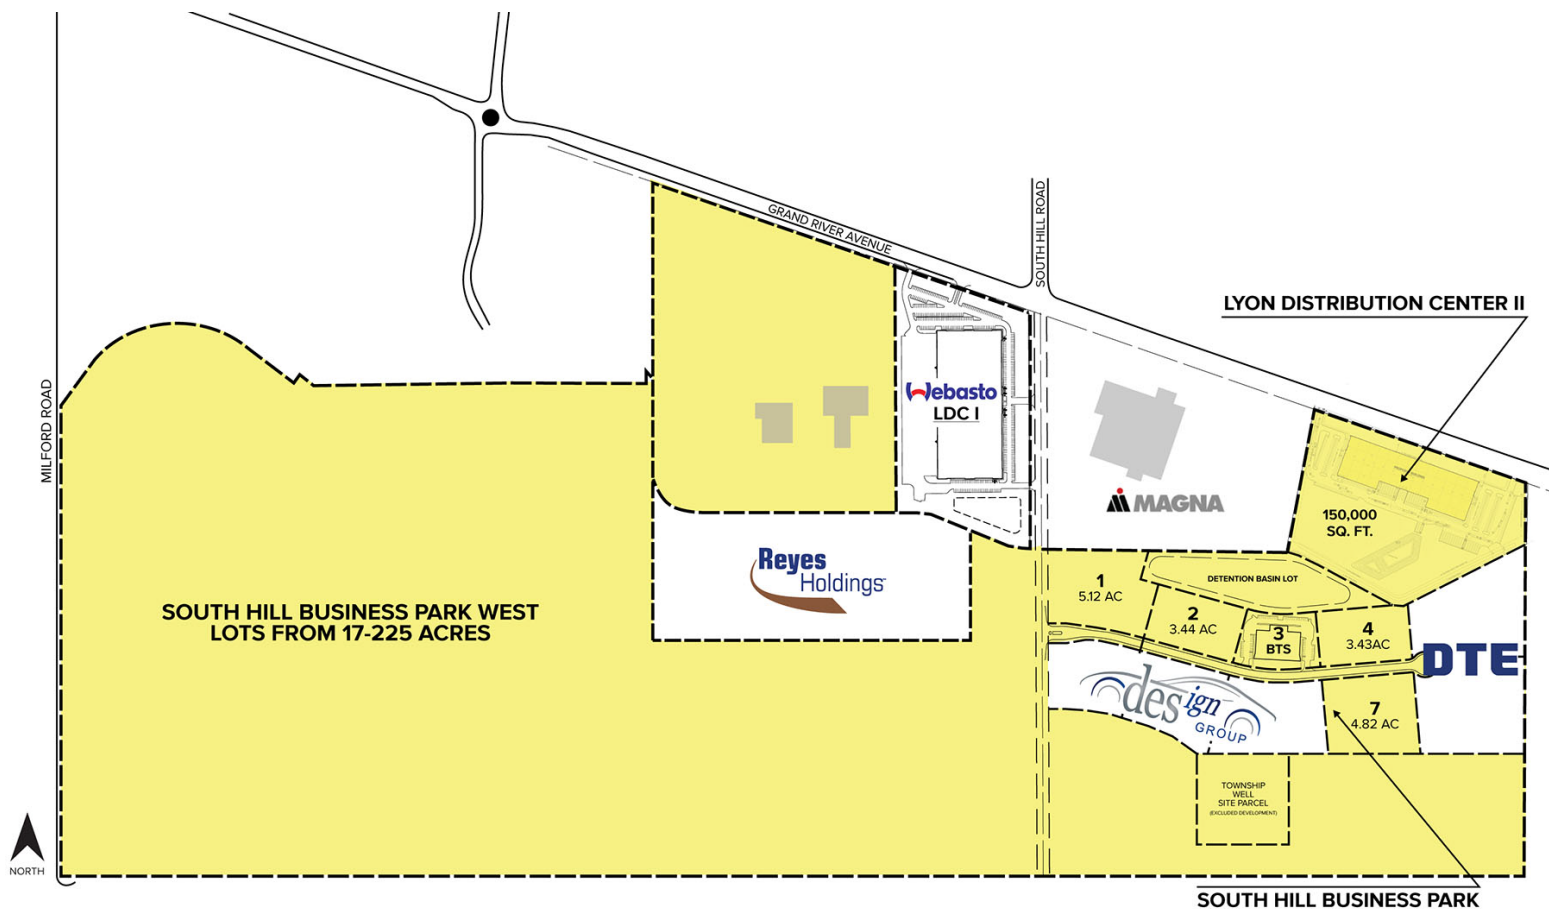 GRAND RIVER AVENUE
SOUTH HILL ROAD
LYON DISTRIBUTION CENTER II
MILFORD ROAD
Webasto
LDC I
MAGNA
150,000
SQ. FT.
Reyes
Holdings
SOUTH HILL BUSINESS PARK WEST
LOTS FROM 17-225 ACRES
1
5.12 AC
DETENTION BASIN LOT
2
3.44 AC
3
BTS
4
3.43AC
DTE
design
GROUP
7
4.82 AC
TOWNSHIP
WELL
SITE PARCEL
(EXCLUDED DEVELOPMENT)
NORTH
SOUTH HILL BUSINESS PARK